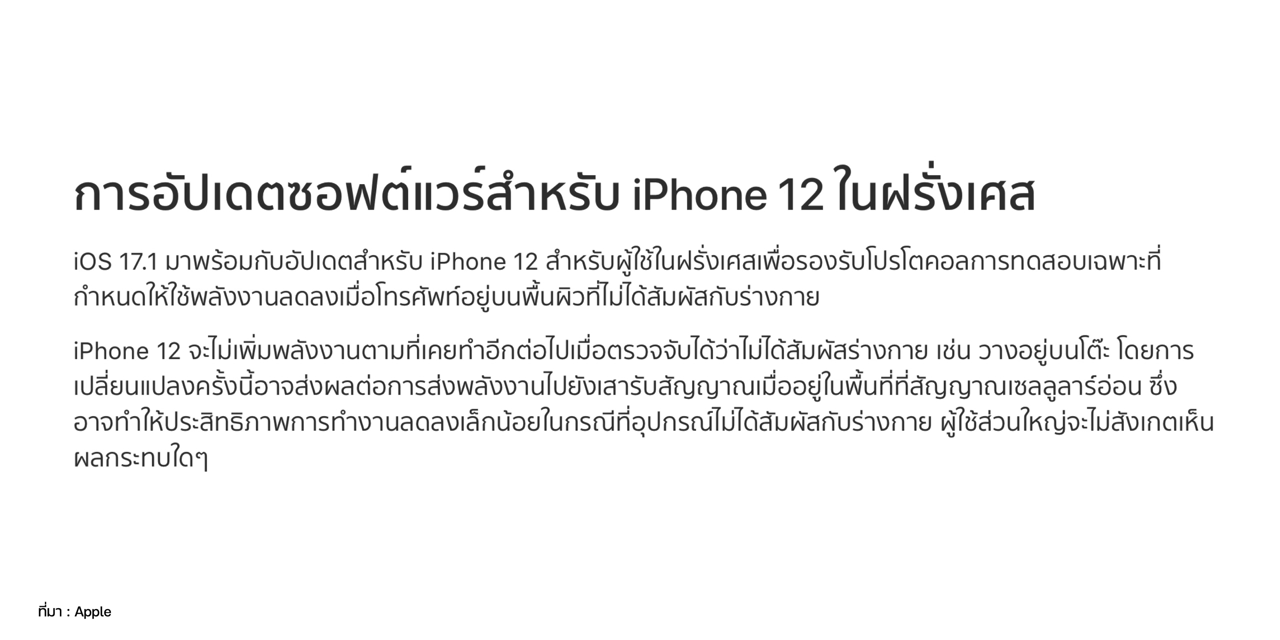 การอัปเดตซอฟต์แวร์สำหรับ iPhone 12 ในฝรั่งเศส
iOS 17.1 มาพร้อมกับอัปเดตสำหรับ iPhone 12 สำหรับผู้ใช้ในฝรั่งเศสเพื่อรองรับโปรโตคอลการทดสอบเฉพาะที่
กำหนดให้ใช้พลังงานลดลงเมื่อโทรศัพท์อยู่บนพื้นผิวที่ไม่ได้สัมผัสกับร่างกาย
iPhone 12 จะไม่เพิ่มพลังงานตามที่เคยทำอีกต่อไปเมื่อตรวจจับได้ว่าไม่ได้สัมผัสร่างกาย เช่น วางอยู่บนโต๊ะ โดยการ
เปลี่ยนแปลงครั้งนี้อาจส่งผลต่อการส่งพลังงานไปยังเสารับสัญญาณเมื่ออยู่ในพื้นที่ที่สัญญาณเซลลูลาร์อ่อน ซึ่ง
อาจทำให้ประสิทธิภาพการทำงานลดลงเล็กน้อยในกรณีที่อุปกรณ์ไม่ได้สัมผัสกับร่างกาย ผู้ใช้ส่วนใหญ่จะไม่สังเกตเห็น
ผลกระทบใดๆ
ที่มา : Apple